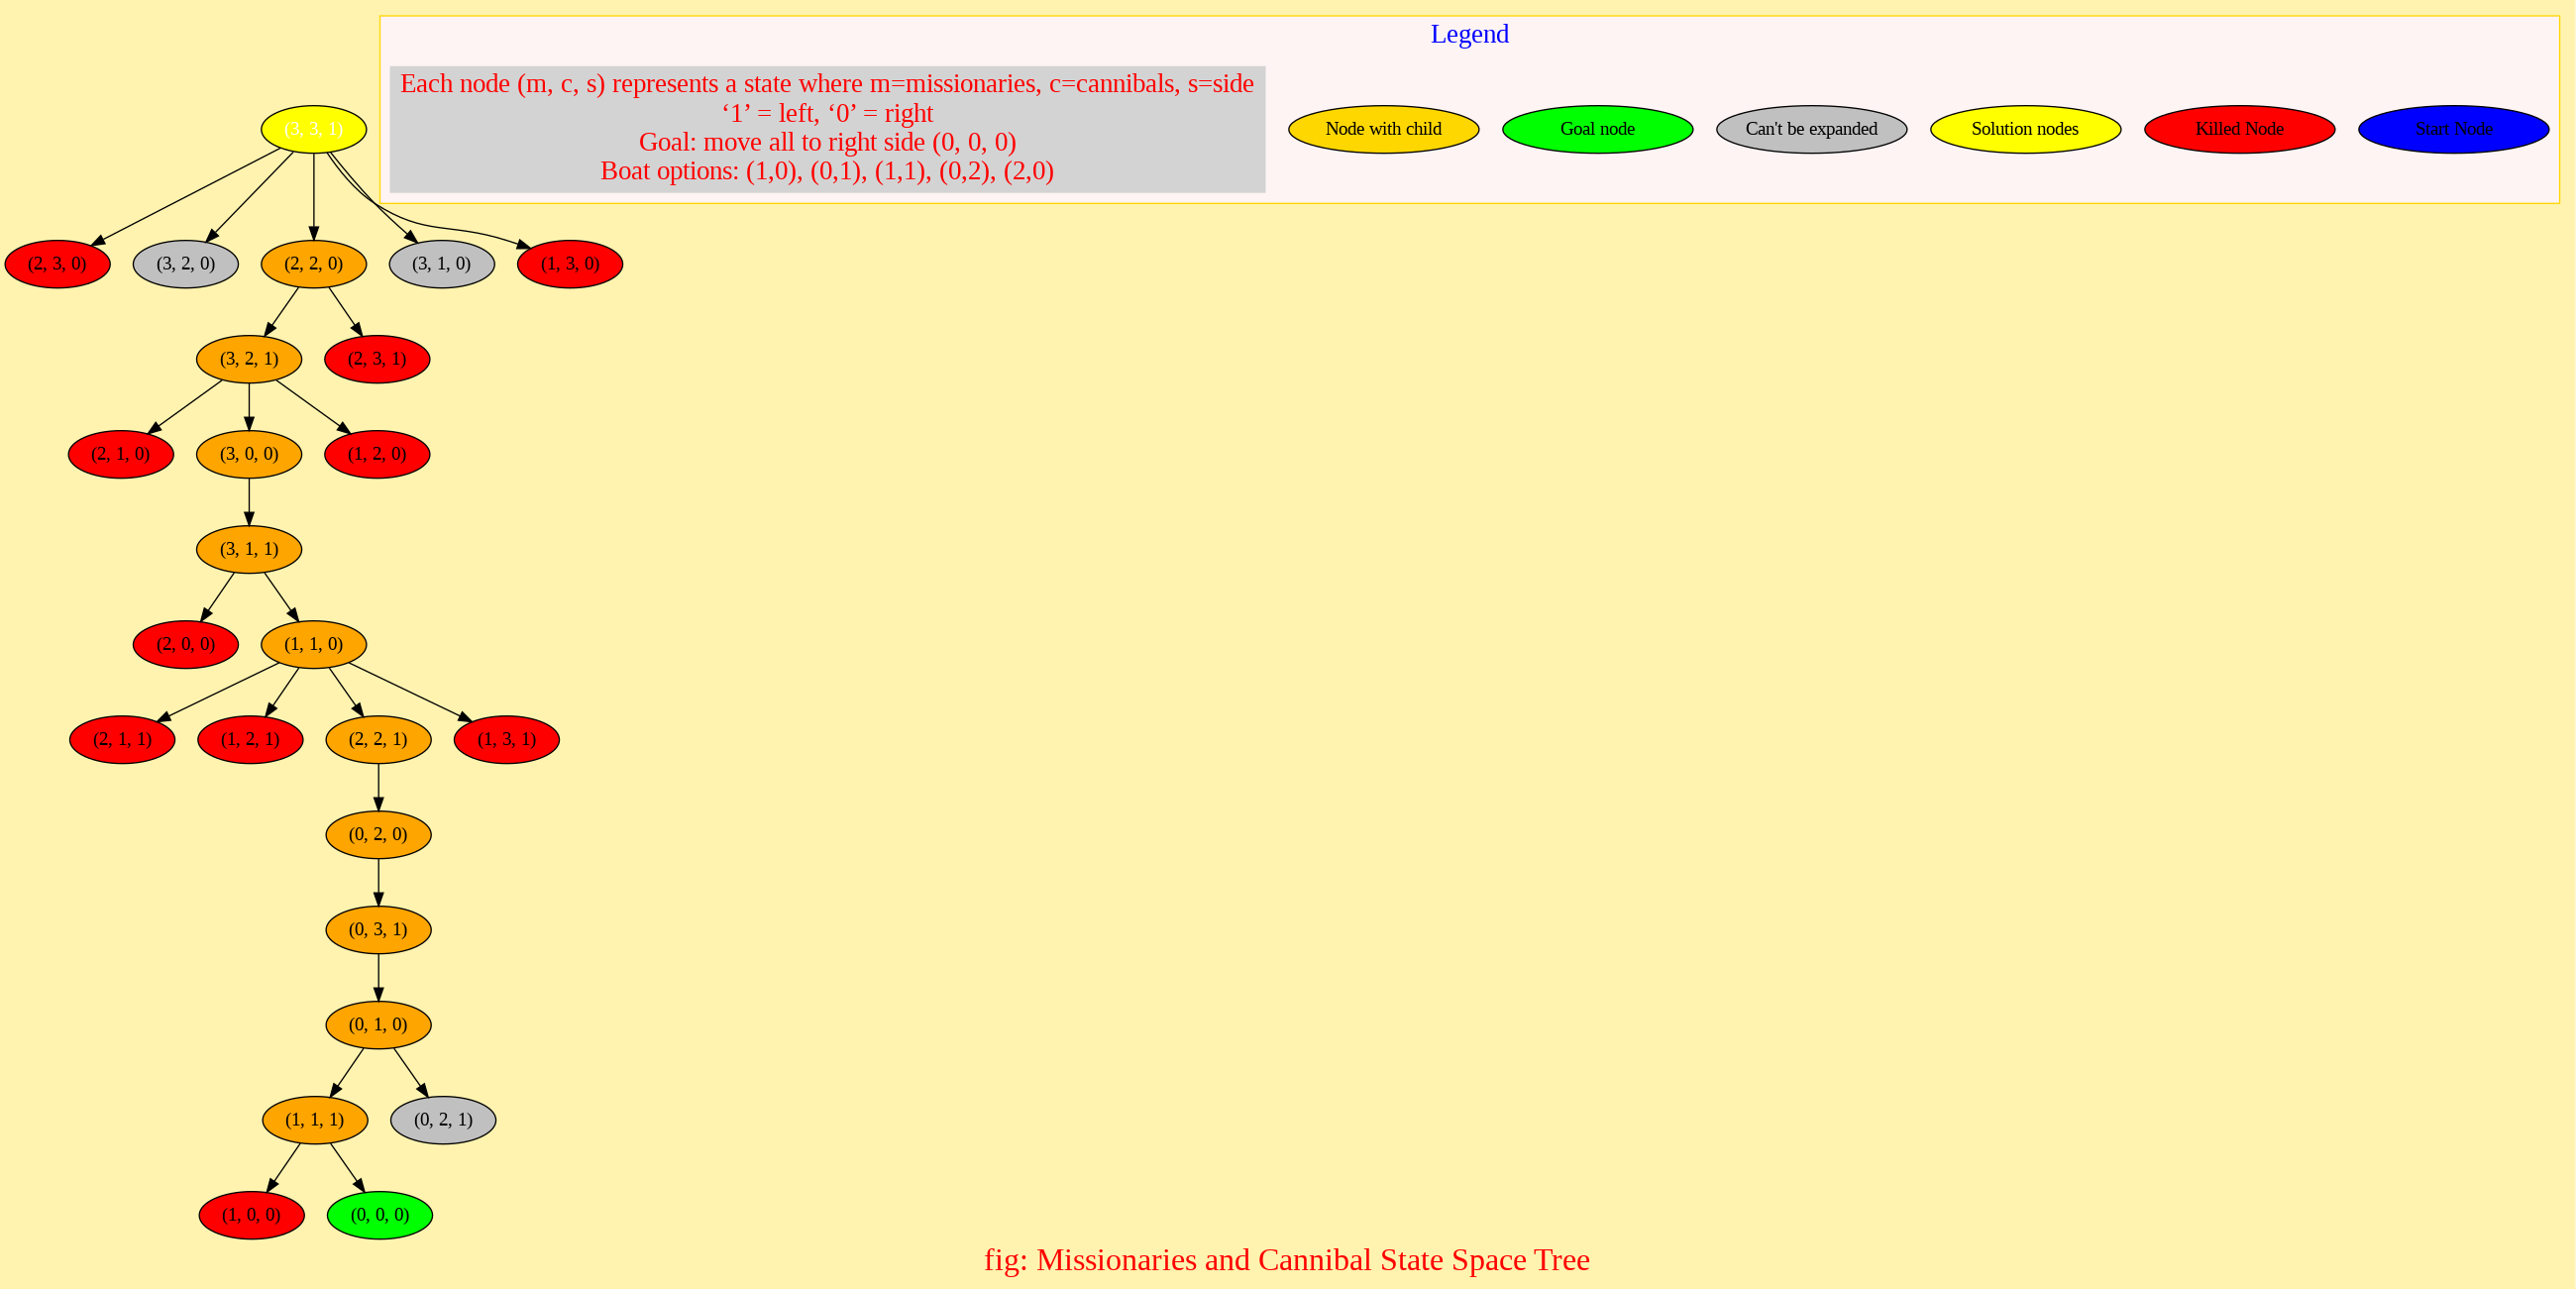 Legend
Each node (m, c, s) represents a state where m=missionaries, c=cannibals, s=side
‘1’ = left, ‘0’ = right
Goal: move all to right side (0, 0, 0)
Boat options: (1,0), (0,1), (1,1), (0,2), (2,0)
Node with child
Goal node
Can't be expanded
Solution nodes
Killed Node
Start Node
(3, 3, 1)
(2, 3, 0)
(3, 2, 0)
(2, 2, 0)
(3, 1, 0)
(1, 3, 0)
(3, 2, 1)
(2, 3, 1)
(2, 1, 0)
(3, 0, 0)
(1, 2, 0)
(3, 1, 1)
(2, 0, 0)
(1, 1, 0)
(2, 1, 1)
(1, 2, 1)
(2, 2, 1)
(1, 3, 1)
(0, 2, 0)
(0, 3, 1)
(0, 1, 0)
(1, 1, 1)
(0, 2, 1)
(1, 0, 0)
(0, 0, 0)
fig: Missionaries and Cannibal State Space Tree